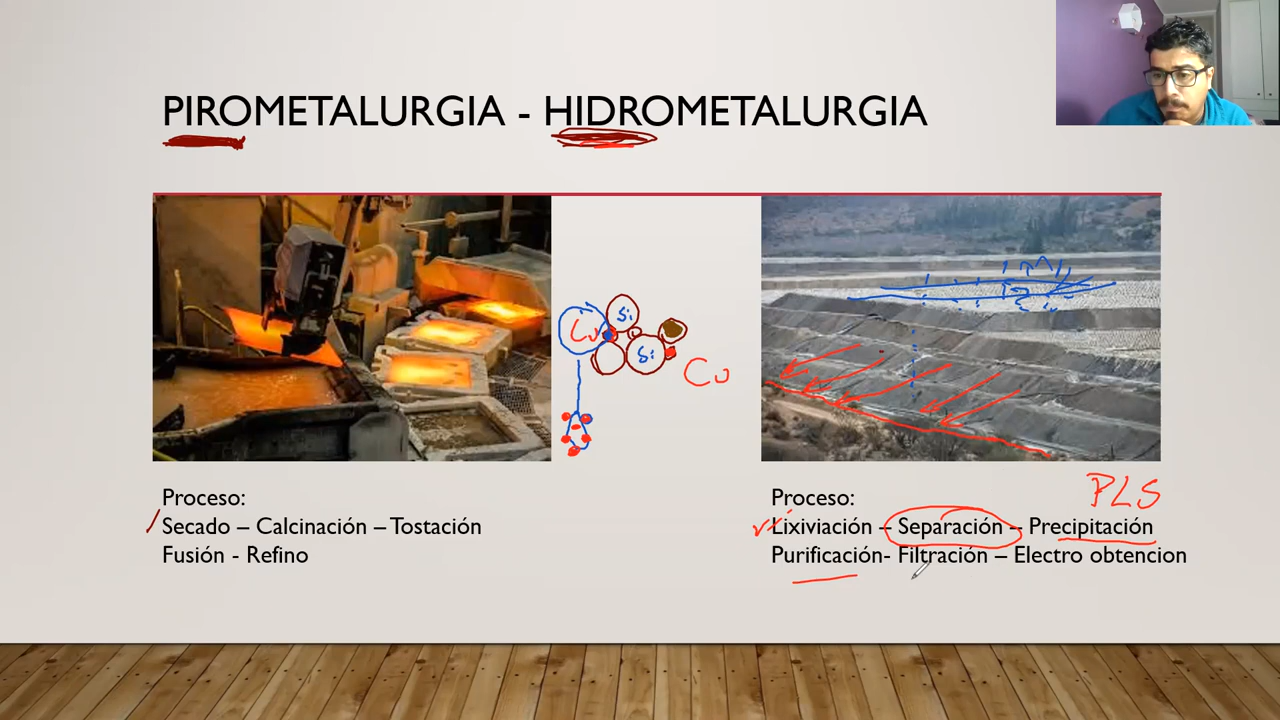 PIROMETALURGIA - HIDROMETALURGIA
Si
Cu
Si
Cu
Proceso:
Secado – Calcinación – Tostación
Fusión - Refino
PLS
Proceso:
Lixiviación – Separación – Precipitación
Purificación- Filtración – Electro obtencion